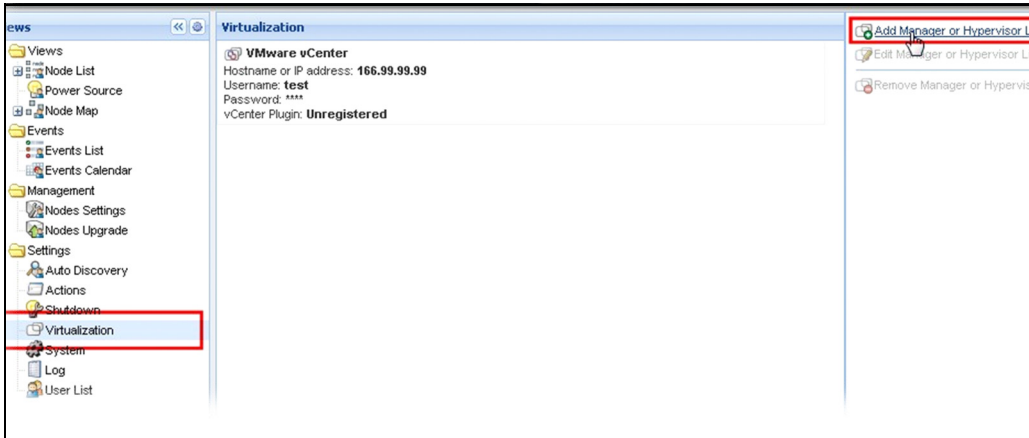 ews
Views
Node List
Power Source
Node Map
Events
Events List
Events Calendar
Management
Nodes Settings
Nodes Upgrade
Settings
Auto Discovery
Actions
Shutdown
Virtualization
System
Log
User List
Virtualization
VMware vCenter
Hostname or IP address: 166.99.99.99
Username: test
Password: ****
vCenter Plugin: Unregistered
Add Manager or Hypervisor L
Edit Manager or Hypervisor L
Remove Manager or Hypervis